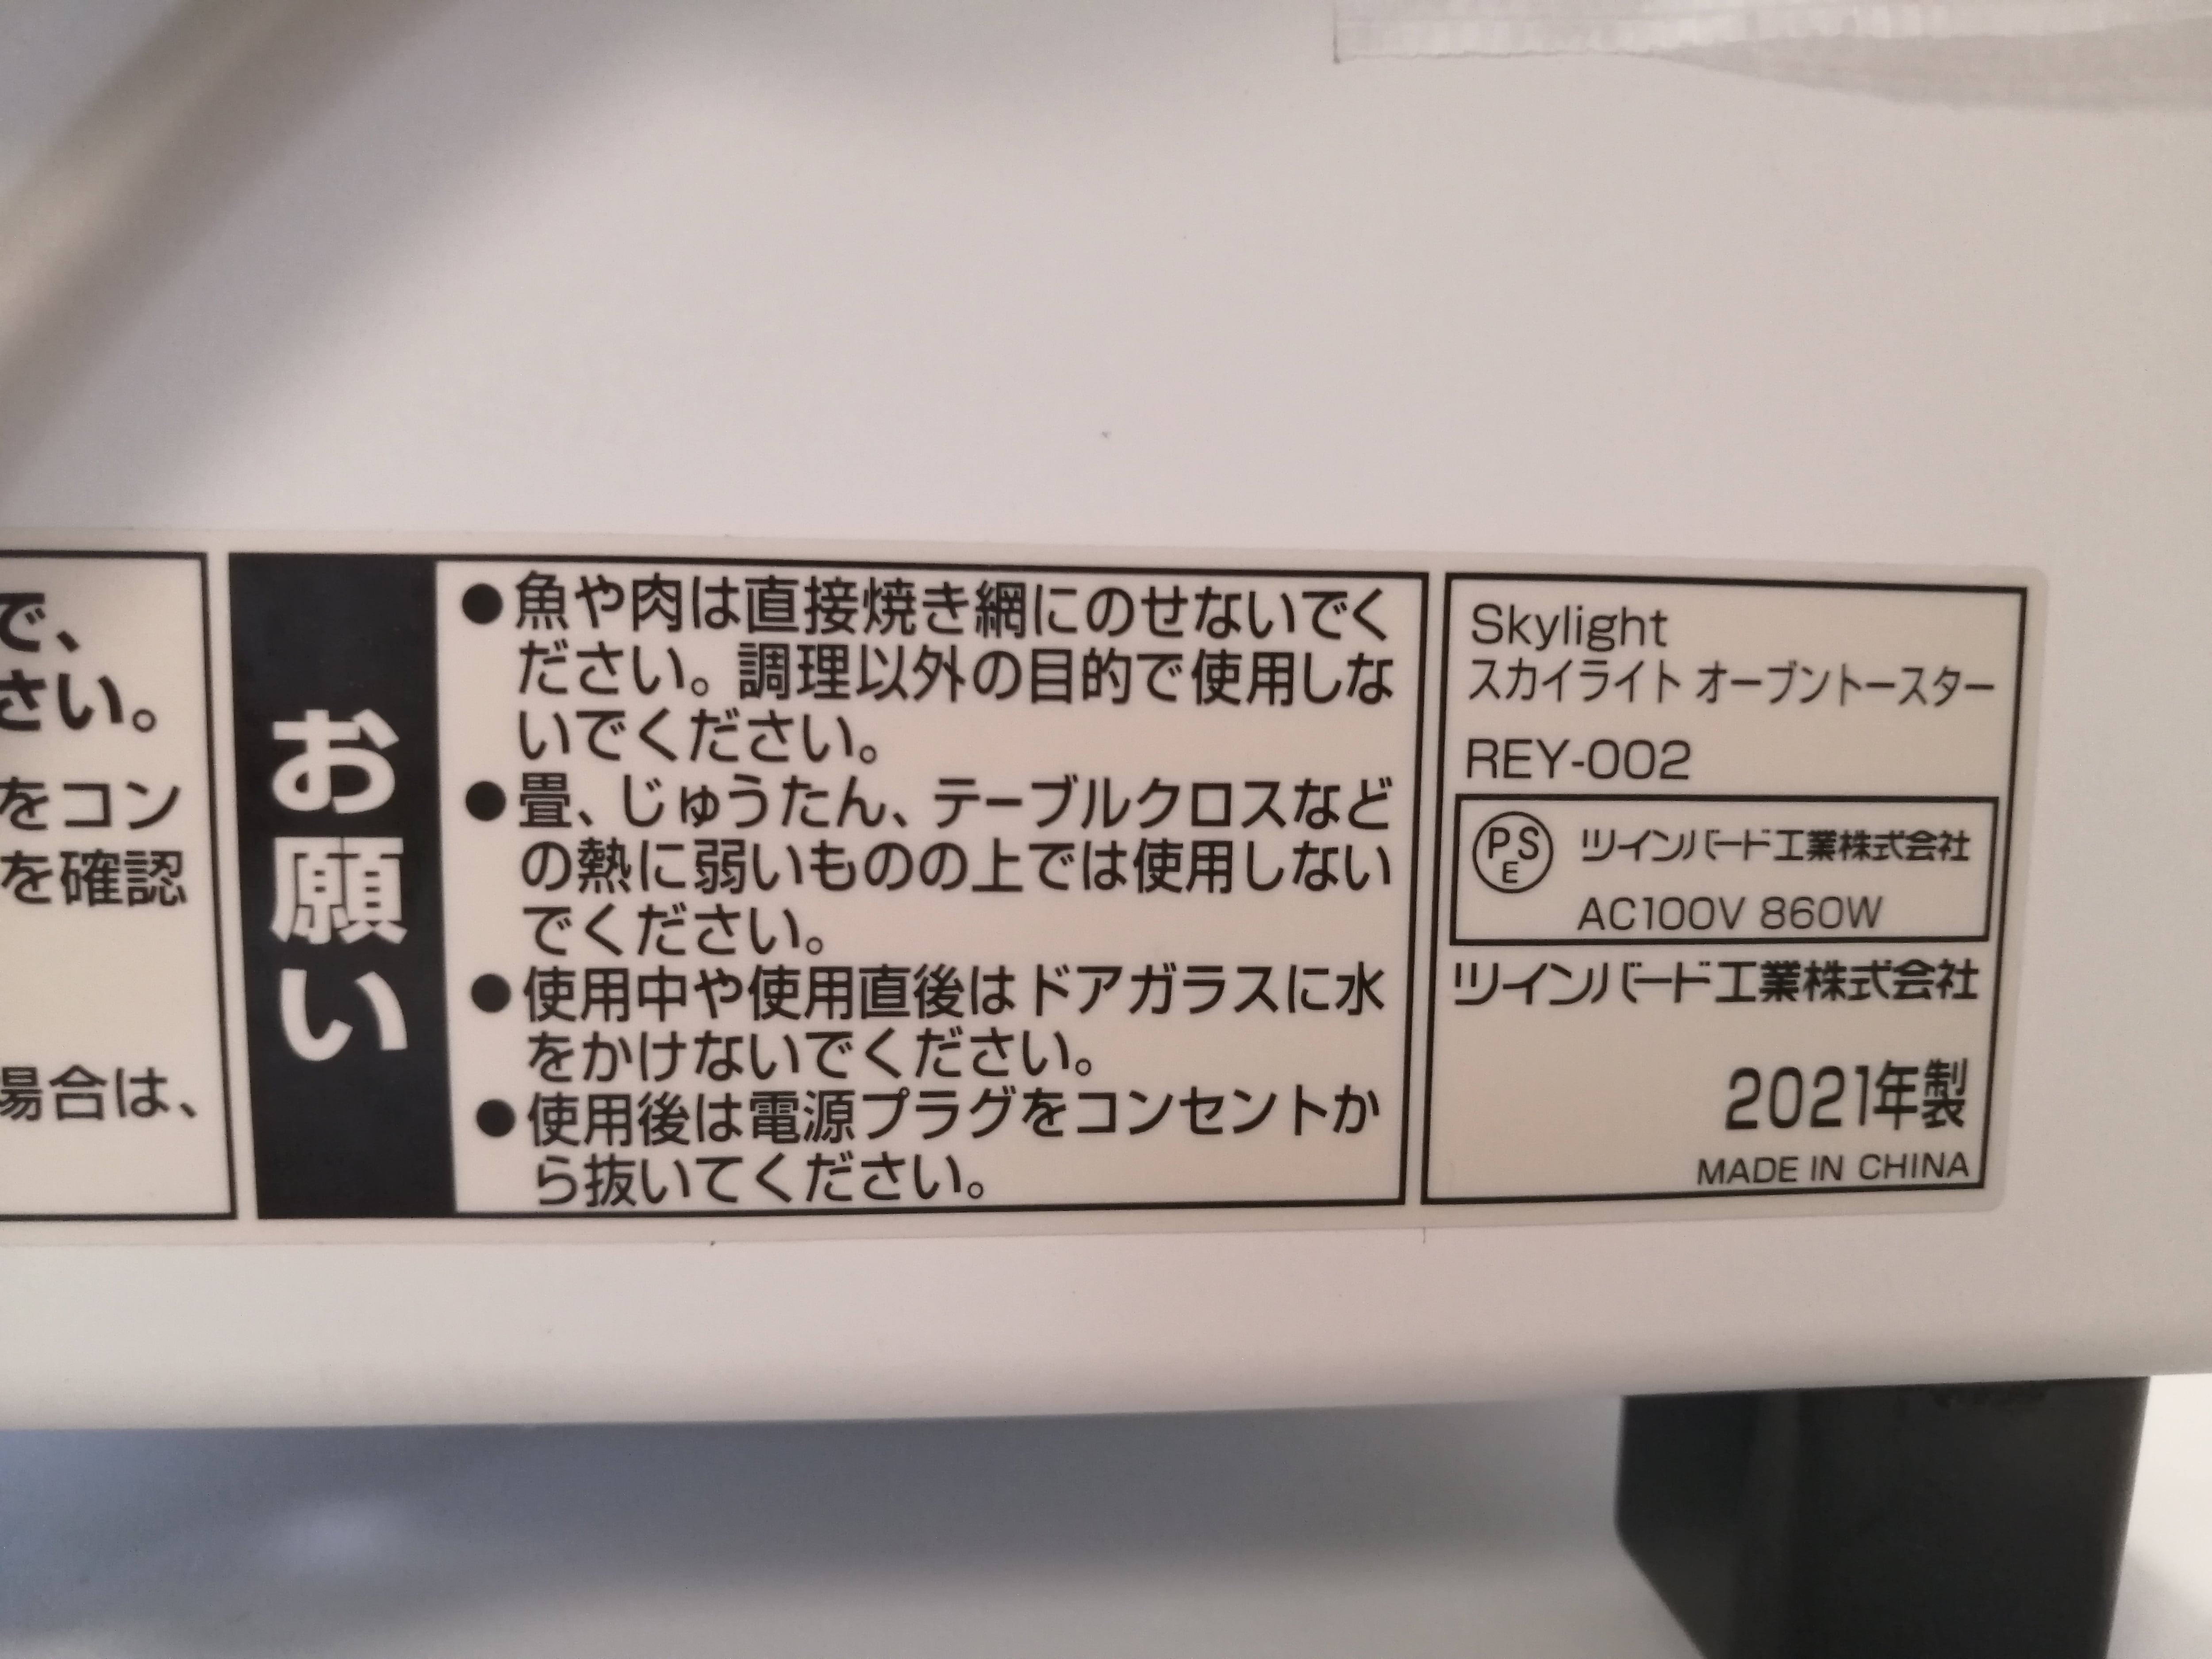 で、
さい。
をコン
を確認
場合は、
お願い
●魚や肉は直接焼き網にのせないでく
ださい。調理以外の目的で使用しな
いでください。
●畳、じゅうたん、テーブルクロスなど
の熱に弱いものの上では使用しない
でください。
●使用中や使用直後はドアガラスに水
をかけないでください。
●使用後は電源プラグをコンセントか
ら抜いてください。
Skylight
スカイライト オーブントースター
REY-002
PSE ツインバード工業株式会社
AC100V 860W
ツインバード工業株式会社
2021年製
MADE IN CHINA